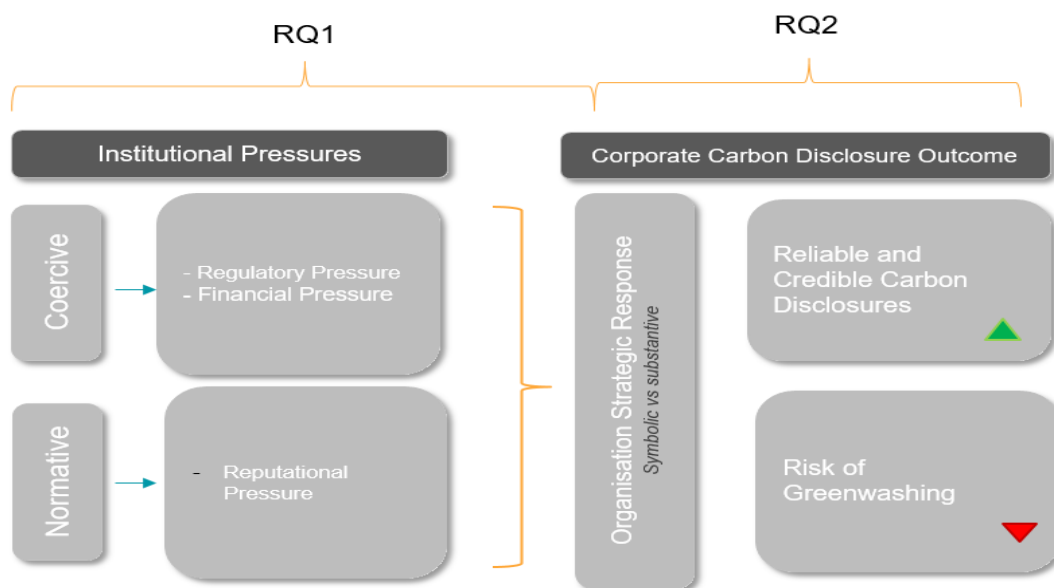 RQ1
RQ2
Institutional Pressures
Corporate Carbon Disclosure Outcome
Coercive
- Regulatory Pressure
- Financial Pressure
Normative
- Reputational
Pressure
Organisation Strategic Response
Symbolic vs substantive
Reliable and
Credible Carbon
Disclosures
Risk of
Greenwashing